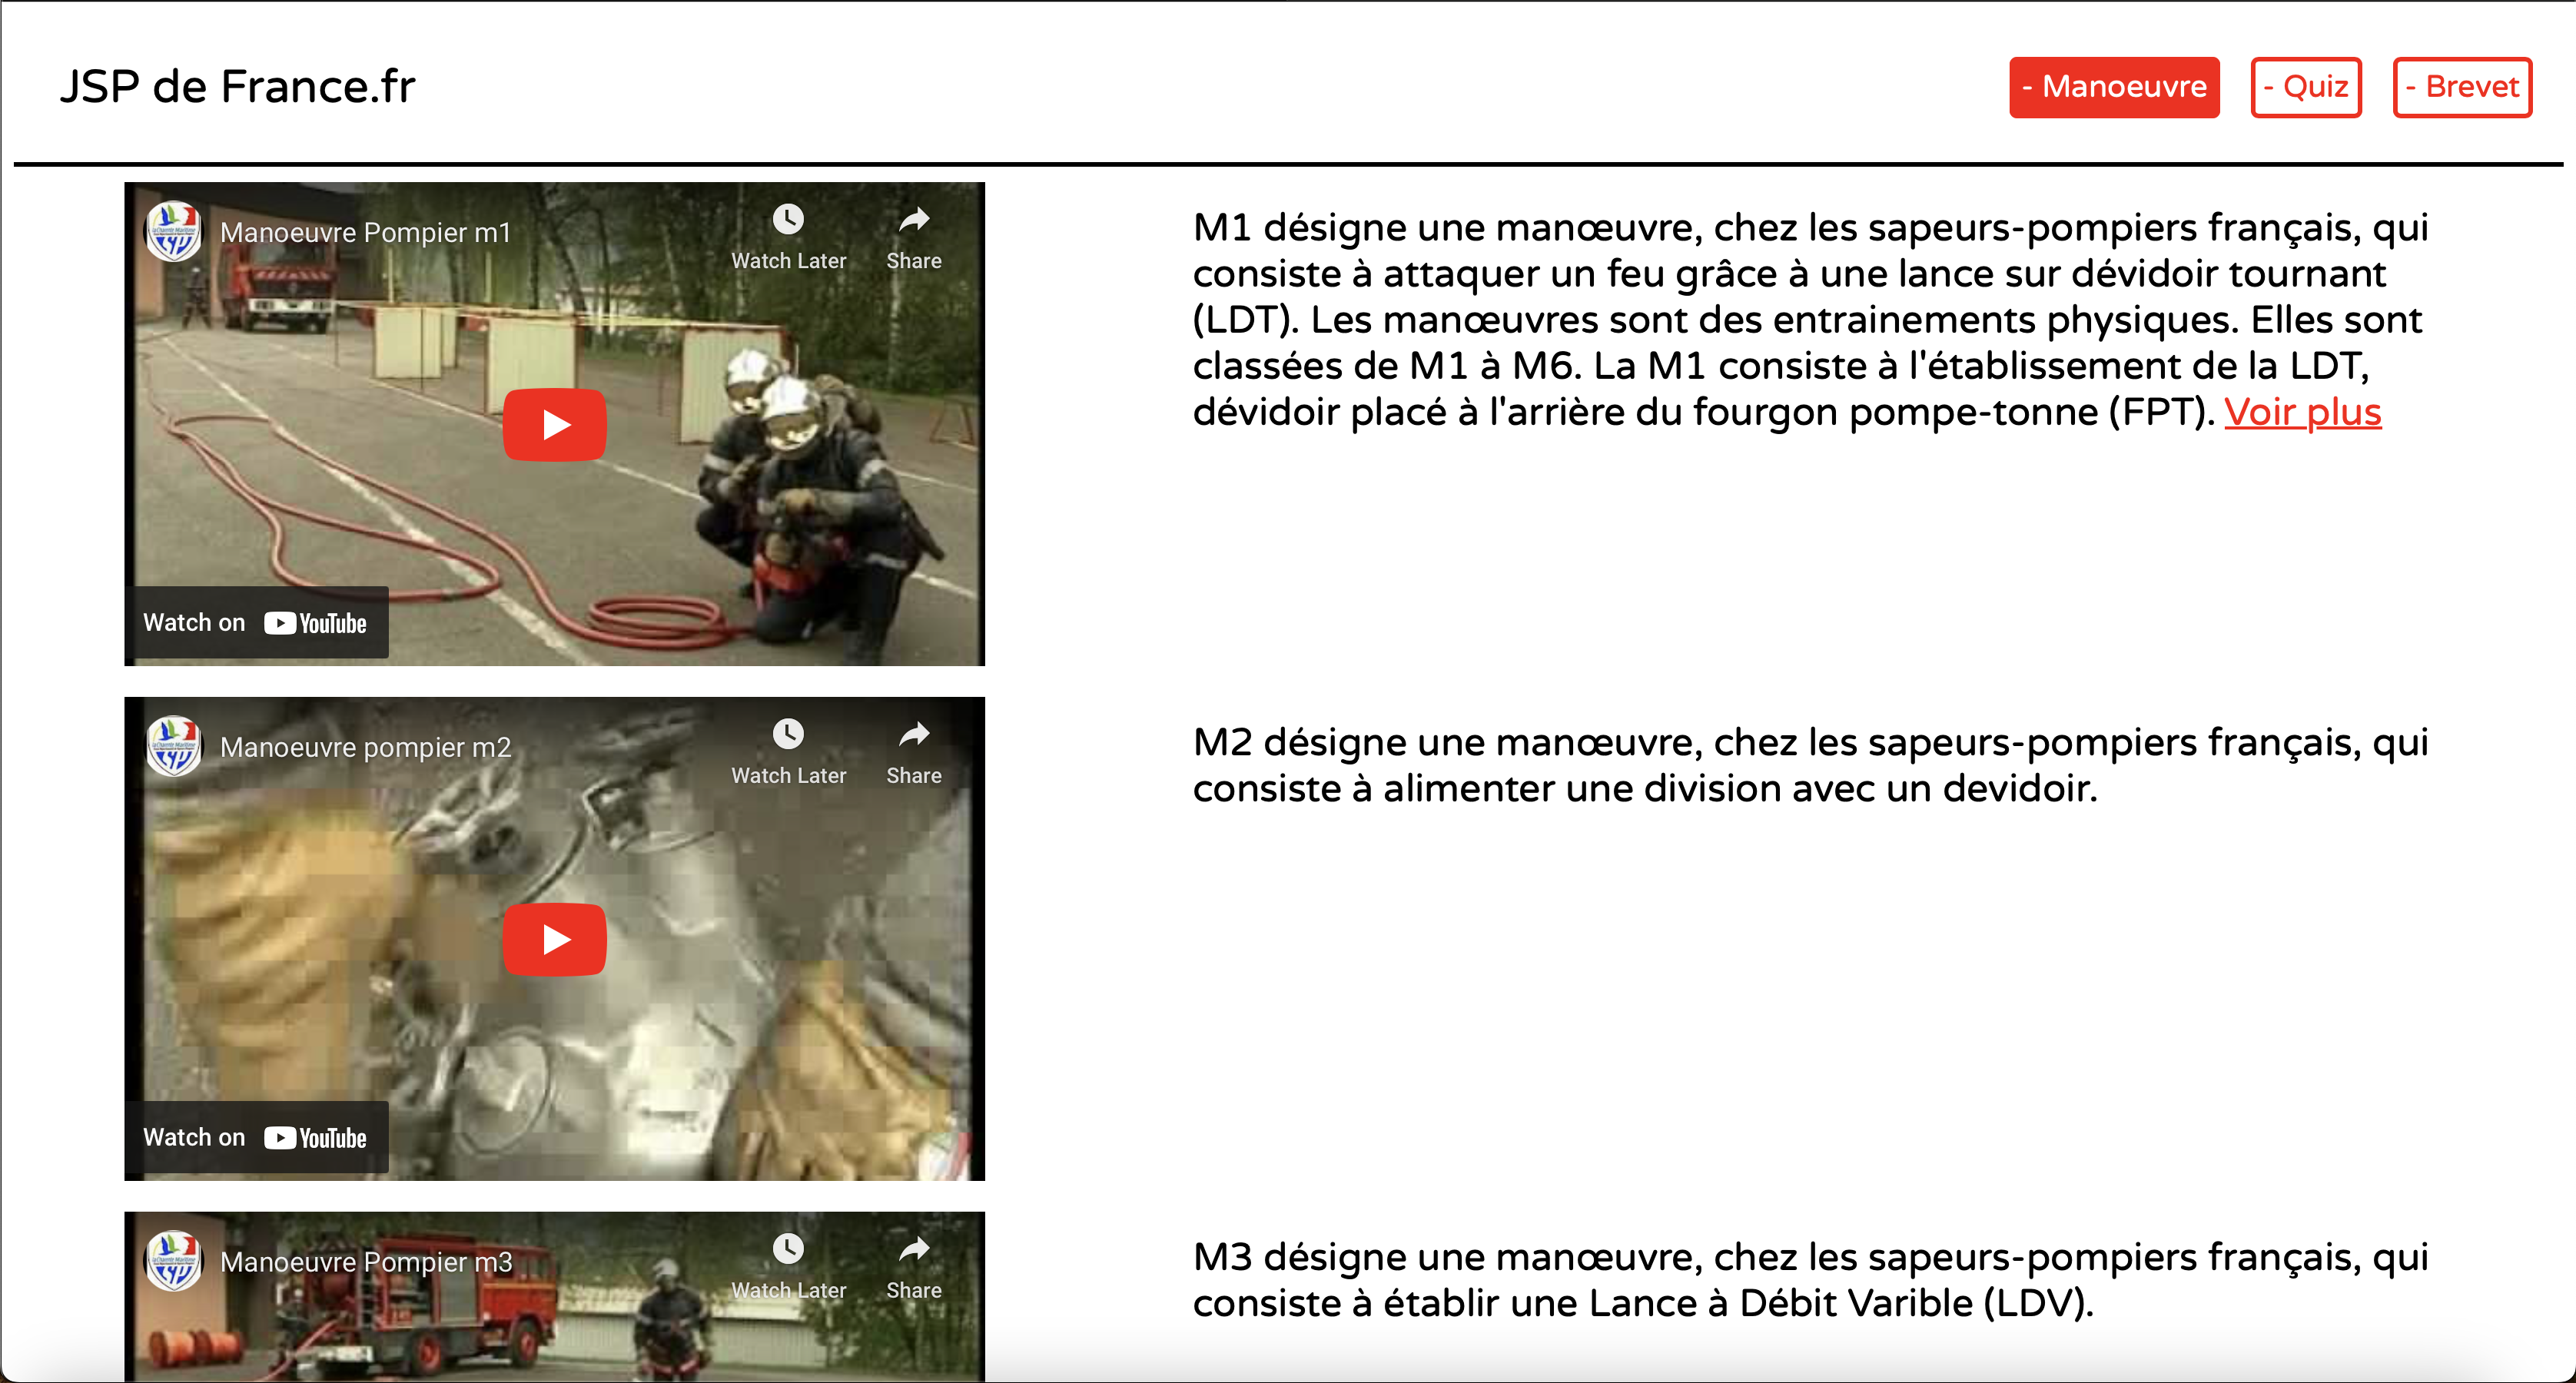 JSP de France.fr
- Manoeuvre
- Quiz
- Brevet
Manoeuvre Pompier m1
Watch Later
Share
Watch on YouTube
M1 désigne une manœuvre, chez les sapeurs-pompiers français, qui
consiste à attaquer un feu grâce à une lance sur dévidoir tournant
(LDT). Les manœuvres sont des entrainements physiques. Elles sont
classées de M1 à M6. La M1 consiste à l'établissement de la LDT,
dévidoir placé à l'arrière du fourgon pompe-tonne (FPT). Voir plus
Manoeuvre pompier m2
Watch Later
Share
Watch on YouTube
M2 désigne une manœuvre, chez les sapeurs-pompiers français, qui
consiste à alimenter une division avec un devidoir.
Manoeuvre Pompier m3
Watch Later
Share
M3 désigne une manœuvre, chez les sapeurs-pompiers français, qui
consiste à établir une Lance à Débit Varible (LDV).